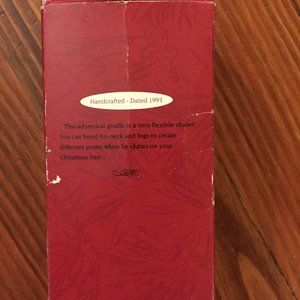 Handcrafted - Dated 1993
This whimsical giraffe is a very flexible skater!
You can bend his neck and legs to create
different poses when he skates on your
Christmas tree.